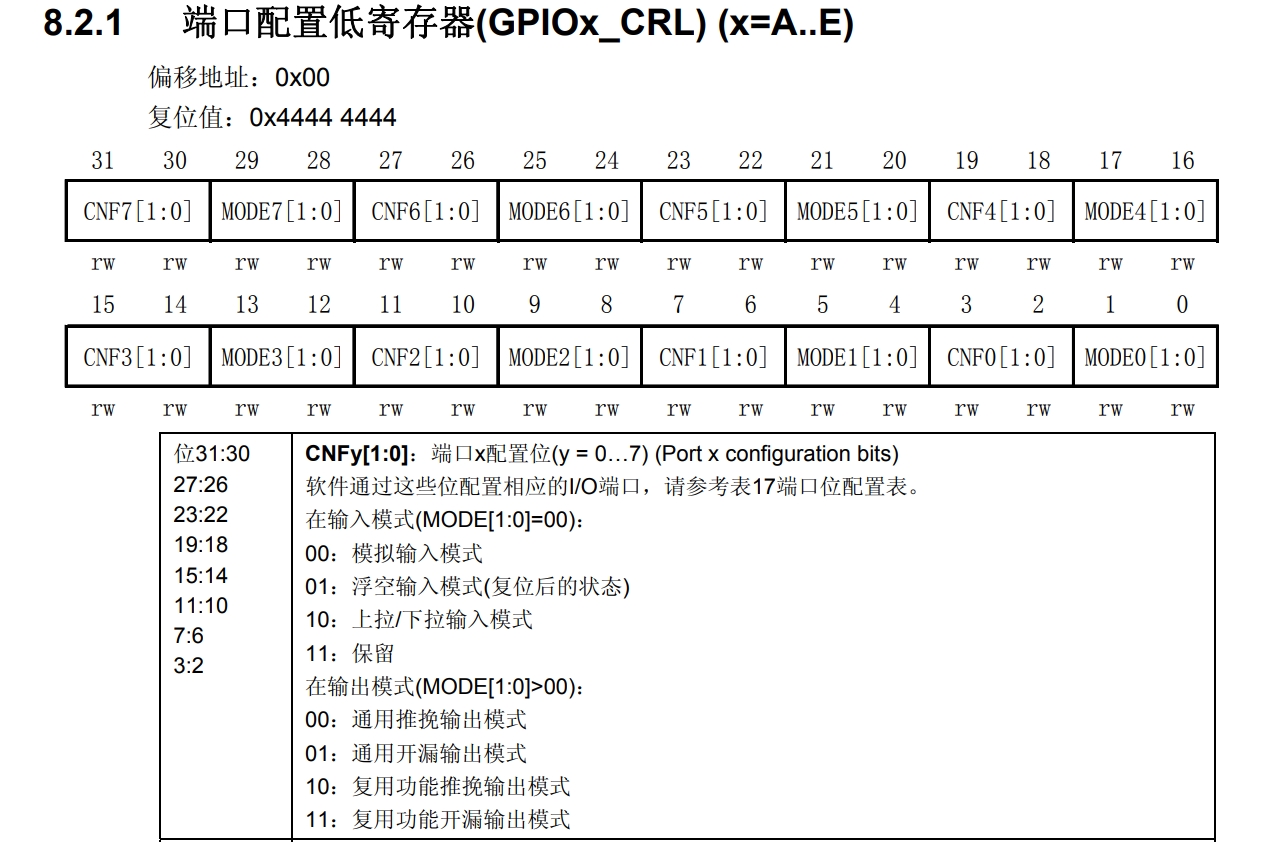 8.2.1 端口配置低寄存器(GPIOx_CRL) (x=A..E)
偏移地址：0x00
复位值：0x4444 4444
31 30 29 28 27 26 25 24 23 22 21 20 19 18 17 16
CNF7[1:0] MODE7[1:0] CNF6[1:0] MODE6[1:0] CNF5[1:0] MODE5[1:0] CNF4[1:0] MODE4[1:0]
rw rw rw rw rw rw rw rw rw rw rw rw rw rw rw rw
15 14 13 12 11 10 9 8 7 6 5 4 3 2 1 0
CNF3[1:0] MODE3[1:0] CNF2[1:0] MODE2[1:0] CNF1[1:0] MODE1[1:0] CNF0[1:0] MODE0[1:0]
rw rw rw rw rw rw rw rw rw rw rw rw rw rw rw rw
位31:30
27:26
23:22
19:18
15:14
11:10
7:6
3:2
CNFy[1:0]：端口x配置位(y = 0…7) (Port x configuration bits)
软件通过这些位配置相应的I/O端口，请参考表17端口位配置表。
在输入模式(MODE[1:0]=00)：
00：模拟输入模式
01：浮空输入模式(复位后的状态)
10：上拉/下拉输入模式
11：保留
在输出模式(MODE[1:0]>00)：
00：通用推挽输出模式
01：通用开漏输出模式
10：复用功能推挽输出模式
11：复用功能开漏输出模式